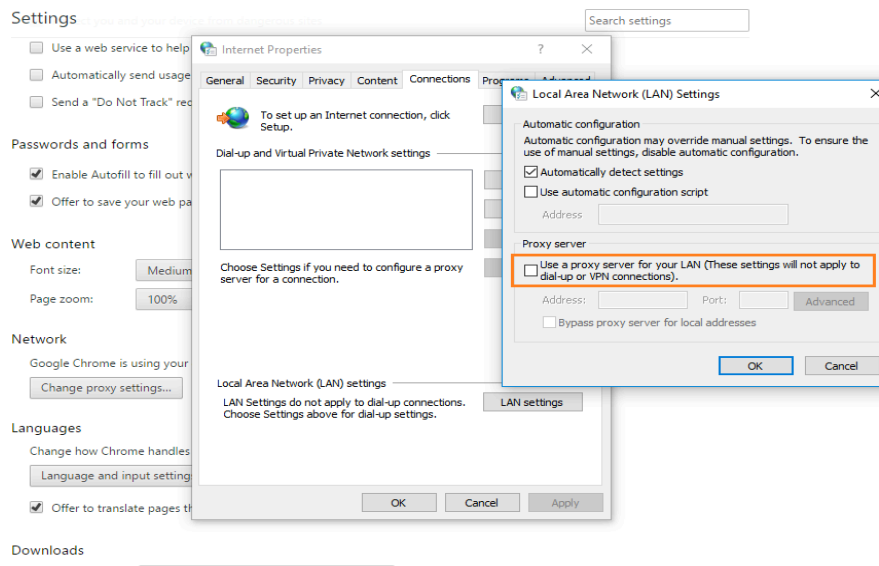 Settings
Search settings
Use a web service to help
Automatically send usage
Send a "Do Not Track" req
Passwords and forms
Enable Autofill to fill out w
Offer to save your web pa
Web content
Font size:
Medium
Page zoom:
100%
Network
Google Chrome is using your
Change proxy settings...
Languages
Change how Chrome handles
Language and input settings
Offer to translate pages th
Downloads
Internet Properties
General
Security
Privacy
Content
Connections
Programs
Advanced
To set up an Internet connection, click
Setup.
Dial-up and Virtual Private Network settings
Choose Settings if you need to configure a proxy
server for a connection.
Local Area Network (LAN) settings
LAN Settings do not apply to dial-up connections.
Choose Settings above for dial-up settings.
LAN settings
OK
Cancel
Apply
Local Area Network (LAN) Settings
Automatic configuration
Automatic configuration may override manual settings. To ensure the
use of manual settings, disable automatic configuration.
Automatically detect settings
Use automatic configuration script
Address
Proxy server
Use a proxy server for your LAN (These settings will not apply to
dial-up or VPN connections).
Address:
Port:
Advanced
Bypass proxy server for local addresses
OK
Cancel